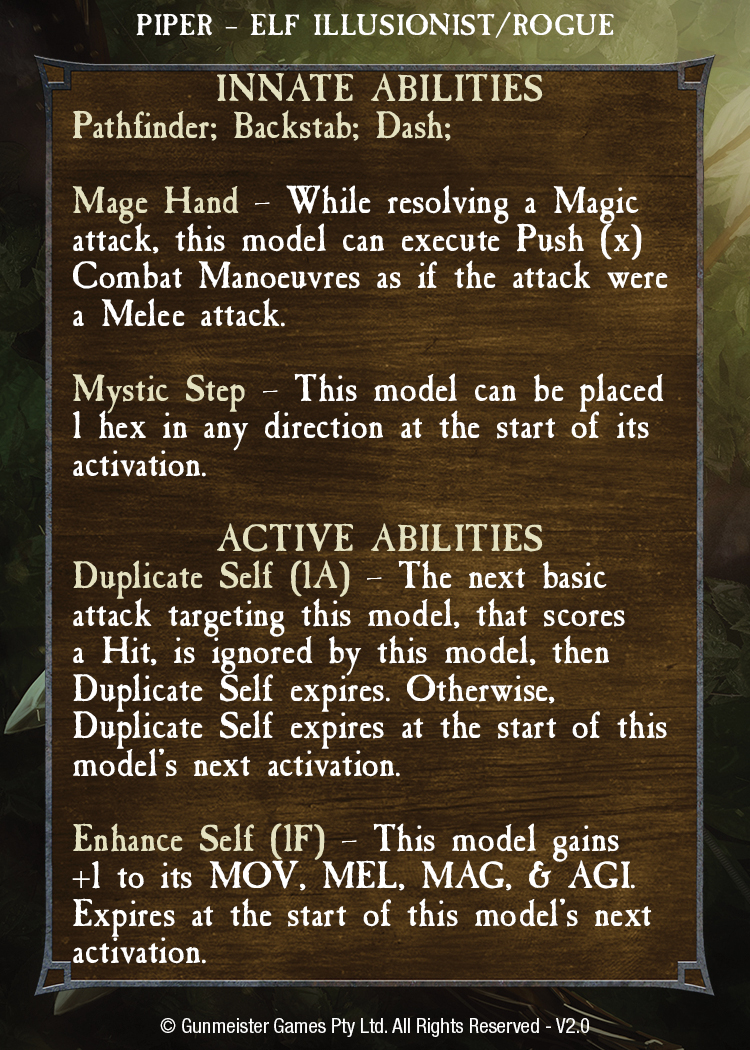 PIPER – ELF ILLUSIONIST/ROGUE
INNATE ABILITIES
Pathfinder; Backstab; Dash;
Mage Hand – While resolving a Magic
attack, this model can execute Push (x)
Combat Manoeuvres as if the attack were
a Melee attack.
Mystic Step – This model can be placed
1 hex in any direction at the start of its
activation.
ACTIVE ABILITIES
Duplicate Self (1A) – The next basic
attack targeting this model, that scores
a Hit, is ignored by this model, then
Duplicate Self expires. Otherwise,
Duplicate Self expires at the start of this
model's next activation.
Enhance Self (1F) – This model gains
+1 to its MOV, MEL, MAG, & AGI.
Expires at the start of this model's next
activation.
© Gunmeister Games Pty Ltd. All Rights Reserved - V2.0